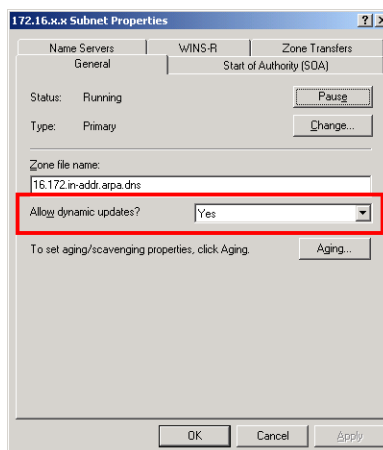 172.16.x.x Subnet Properties ? ×
Name Servers WINS-R Zone Transfers
General Start of Authority (SOA)
Status: Running Pause
Type: Primary Change...
Zone file name:
16.172.in-addr.arpa.dns
Allow dynamic updates? Yes
To set aging/scavenging properties, click Aging. Aging...
OK Cancel Apply